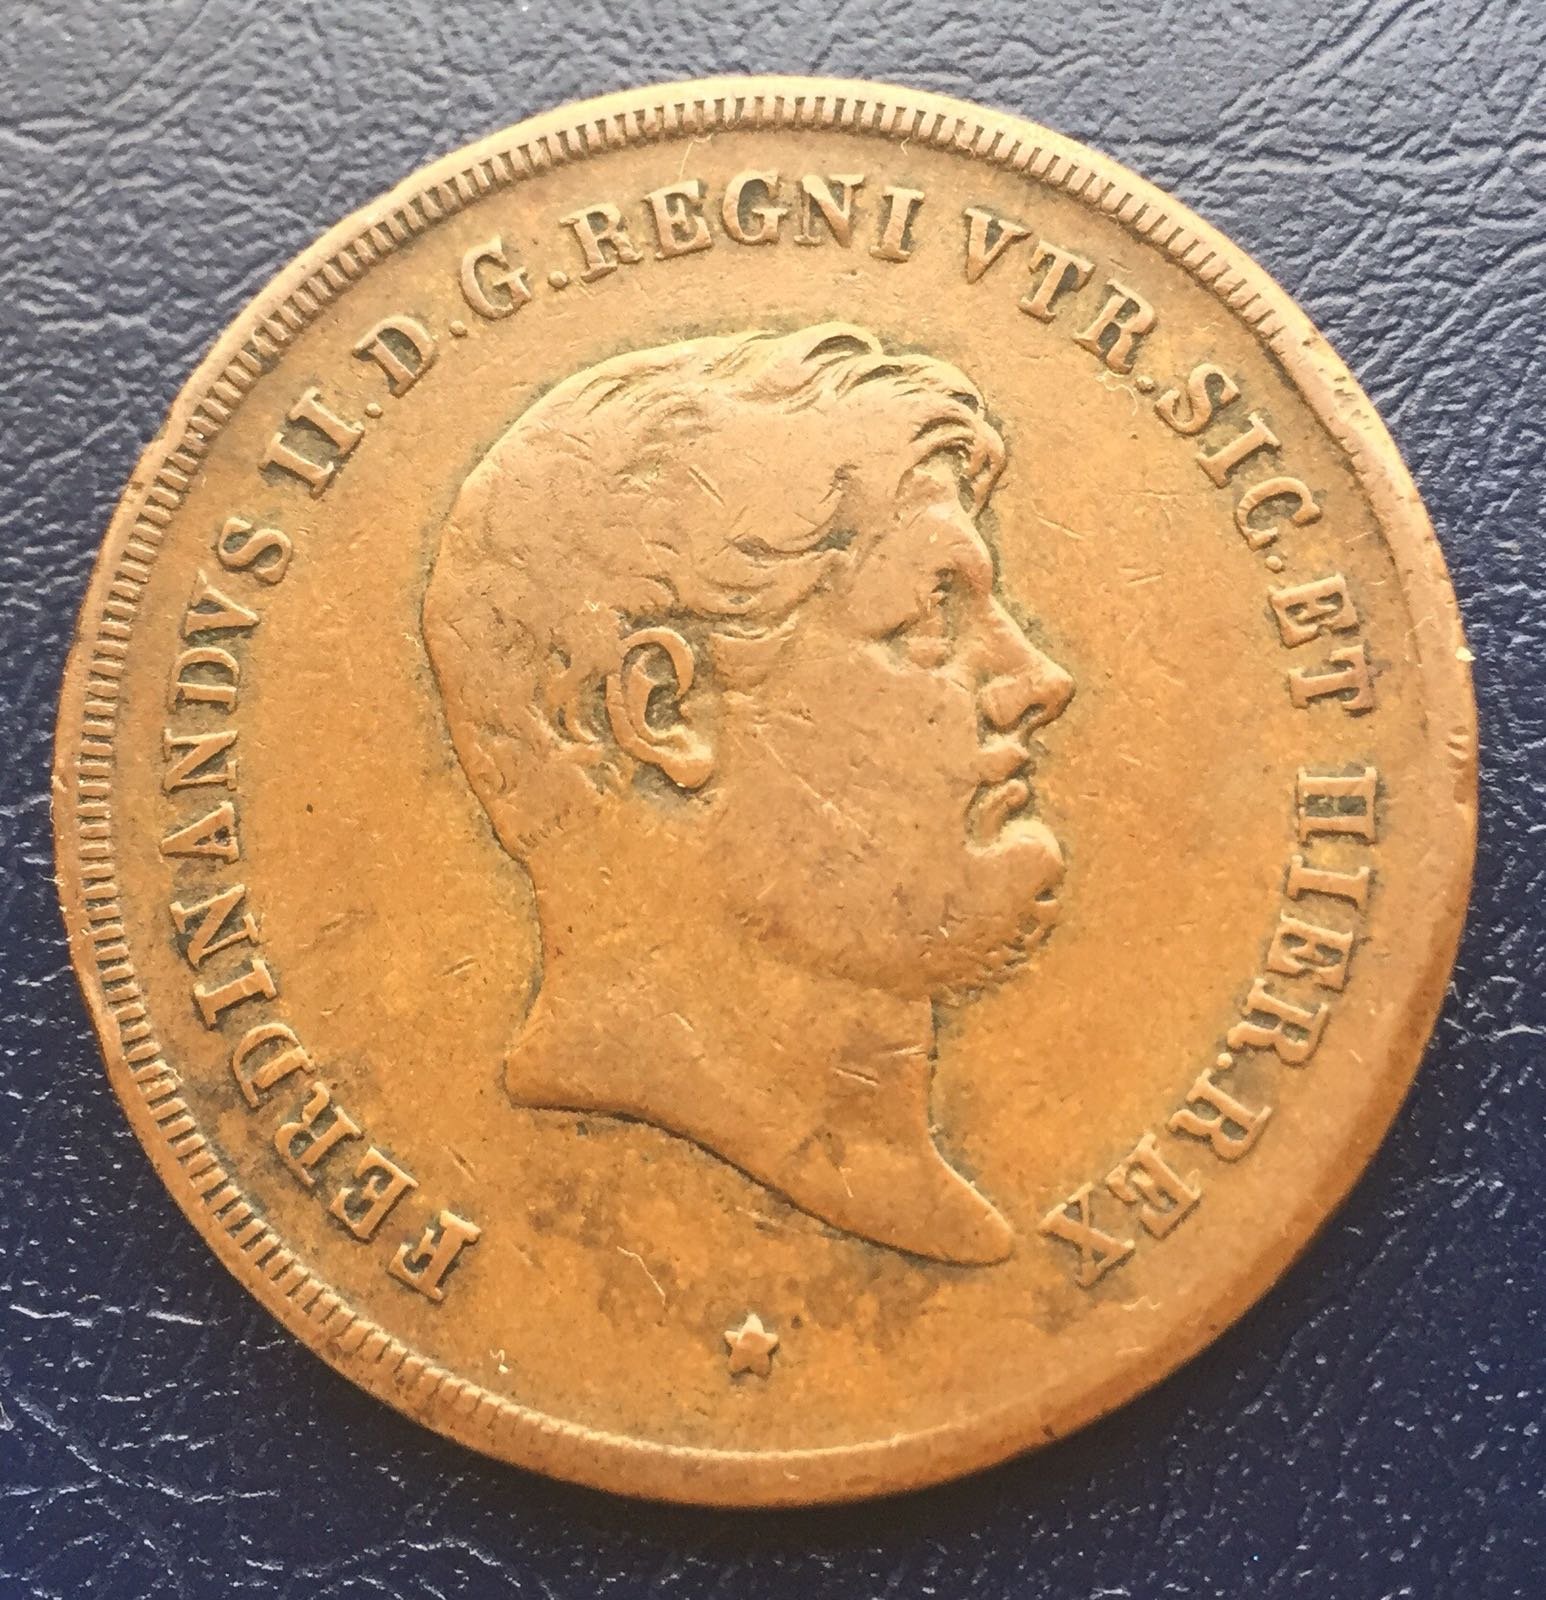 FERDINANDVS II.D.G.REGNI VTR.SIC.ET HIER.REX